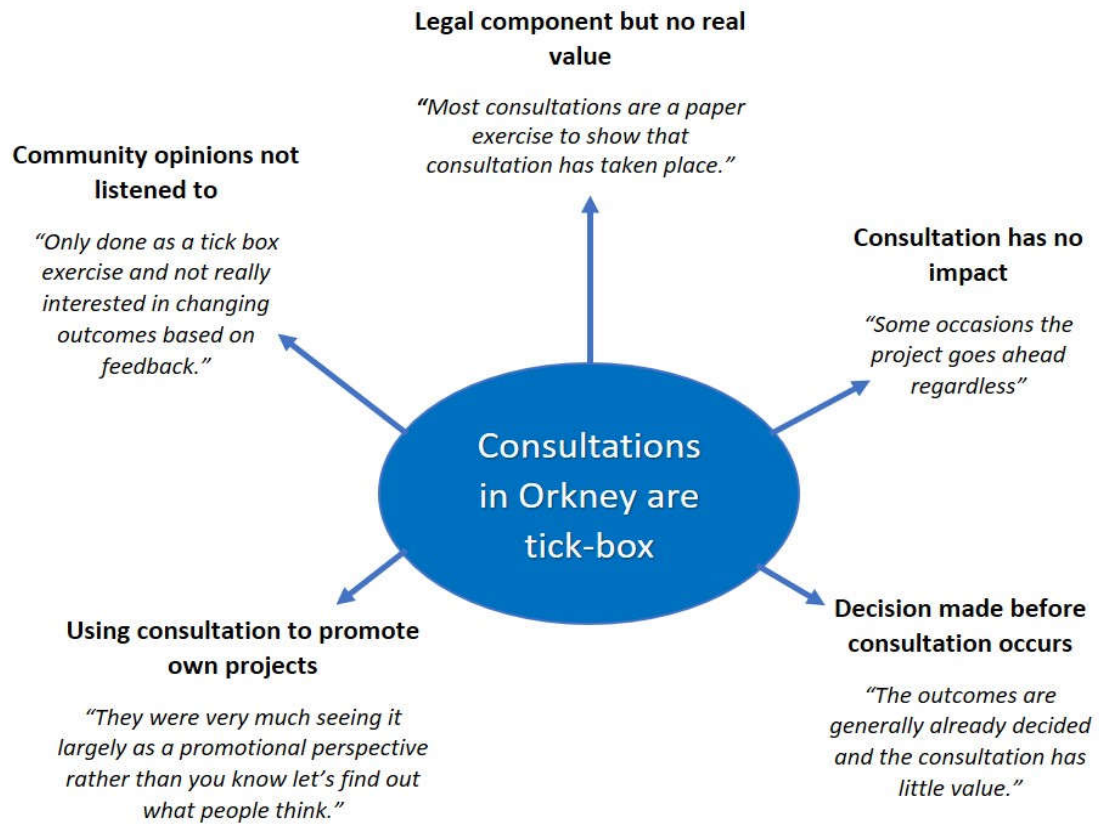 Legal component but no real
value
“Most consultations are a paper
exercise to show that
consultation has taken place.”
Community opinions not
listened to
“Only done as a tick box
exercise and not really
interested in changing
outcomes based on
feedback.”
Consultation has no
impact
“Some occasions the
project goes ahead
regardless”
Consultations
in Orkney are
tick-box
Using consultation to promote
own projects
“They were very much seeing it
largely as a promotional perspective
rather than you know let’s find out
what people think.”
Decision made before
consultation occurs
“The outcomes are
generally already decided
and the consultation has
little value.”